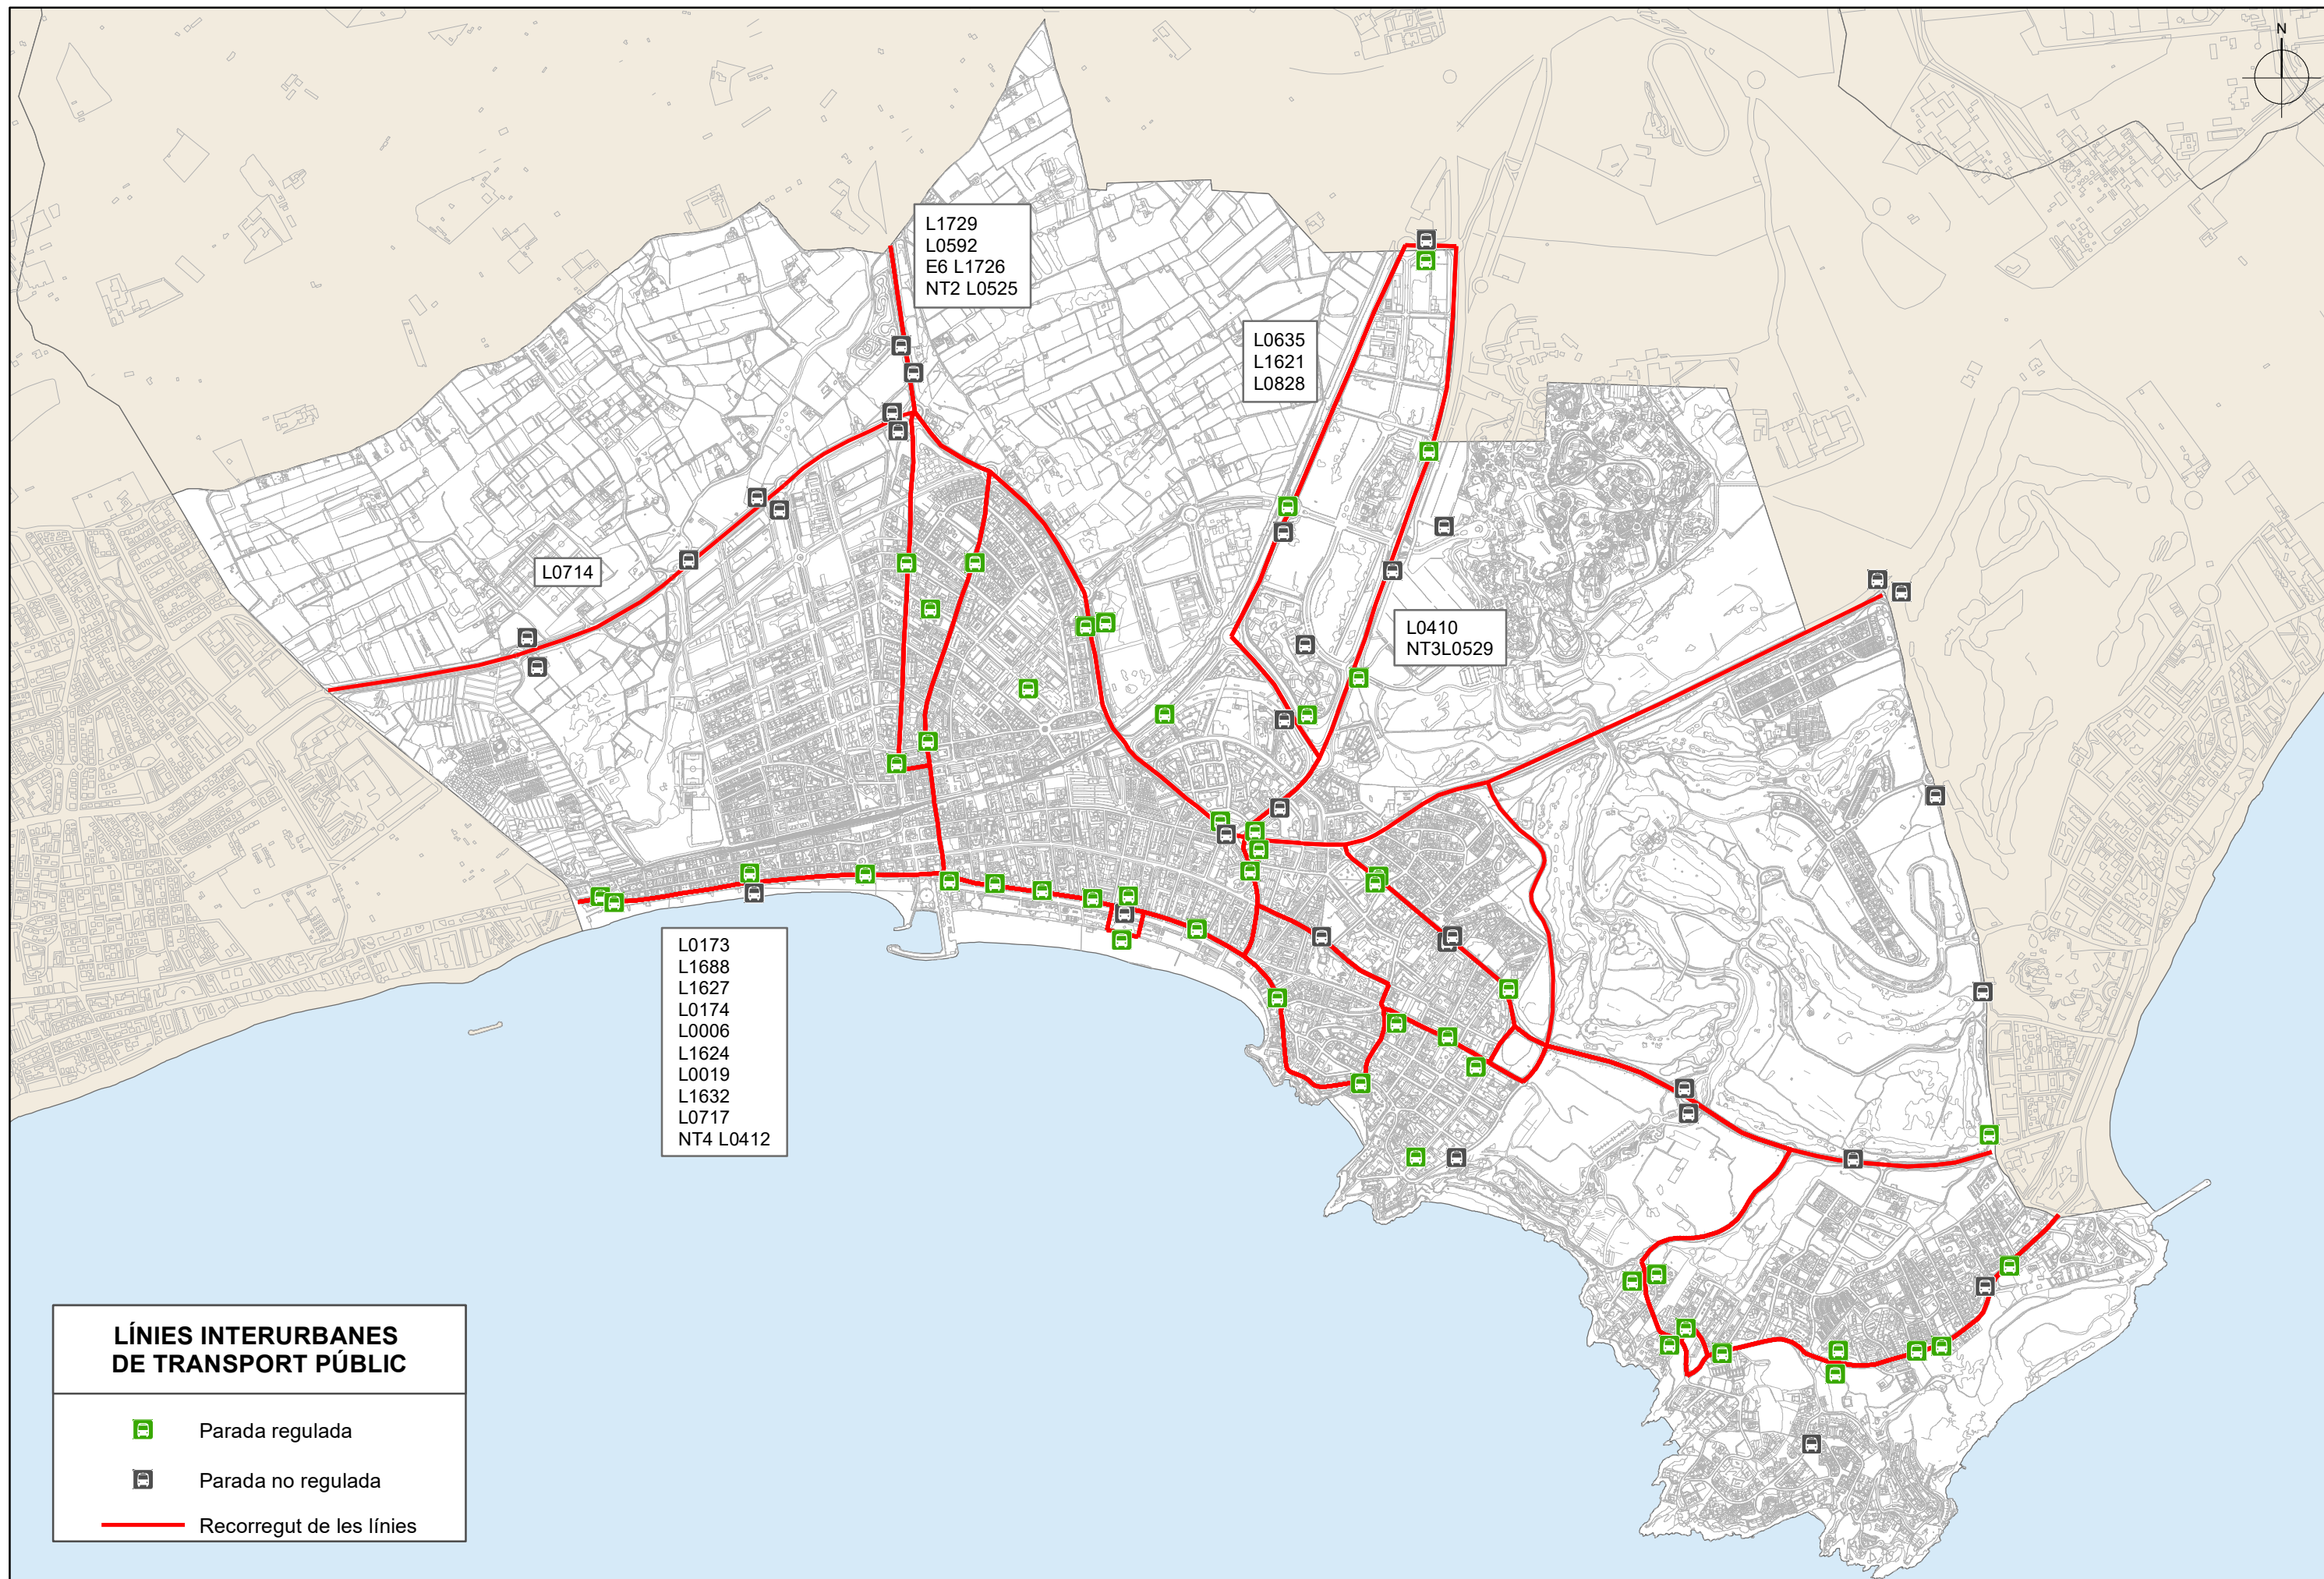 N
L1729
L0592
E6 L1726
NT2 L0525
L0635
L1621
L0828
L0714
L0410
NT3L0529
L0173
L1688
L1627
L0174
L0006
L1624
L0019
L1632
L0717
NT4 L0412
LÍNIES INTERURBANES
DE TRANSPORT PÚBLIC
Parada regulada
Parada no regulada
Recorregut de les línies